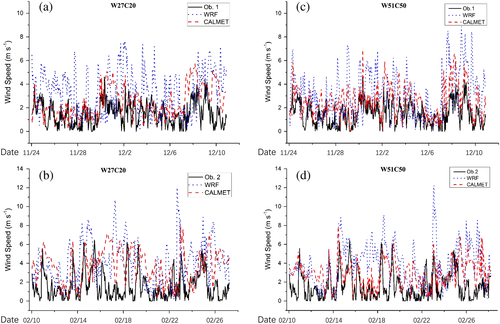 W27C20
W51C50
(a)
Ob. 1
WRF
CALMET
(c)
Ob. 1
WRF
CALMET
10
8
6
4
2
0
Wind Speed (m s⁻¹)
10
8
6
4
2
0
Wind Speed (m s⁻¹)
Date 11/24 11/28 12/2 12/6 12/10
Date 11/24 11/28 12/2 12/6 12/10
W27C20
W51C50
(b)
Ob. 2
WRF
CALMET
(d)
Ob. 2
WRF
CALMET
14
12
10
8
6
4
2
0
Wind Speed (m s⁻¹)
14
12
10
8
6
4
2
0
Wind Speed (m s⁻¹)
Date 02/10 02/14 02/18 02/22 02/26
Date 02/10 02/14 02/18 02/22 02/26